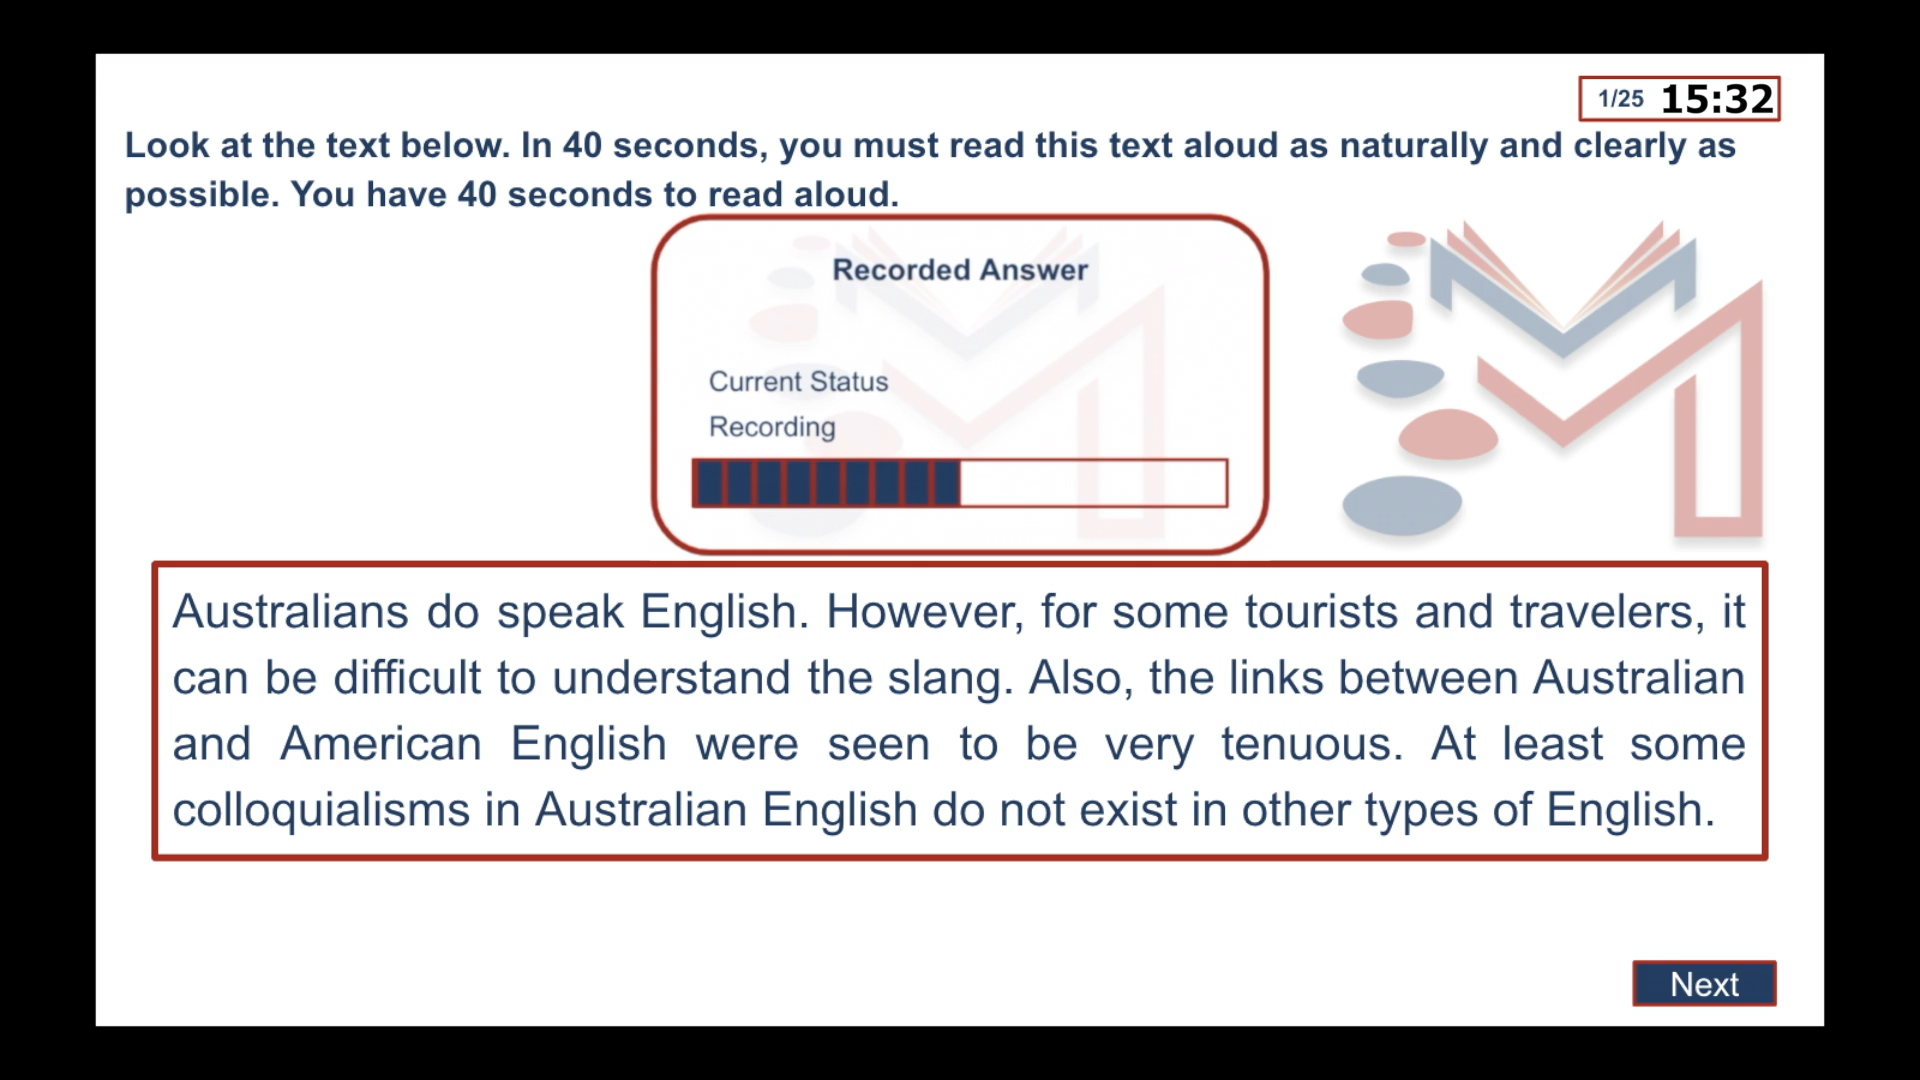 1/25 15:32
Look at the text below. In 40 seconds, you must read this text aloud as naturally and clearly as
possible. You have 40 seconds to read aloud.
Recorded Answer
Current Status
Recording
Australians do speak English. However, for some tourists and travelers, it
can be difficult to understand the slang. Also, the links between Australian
and American English were seen to be very tenuous. At least some
colloquialisms in Australian English do not exist in other types of English.
Next